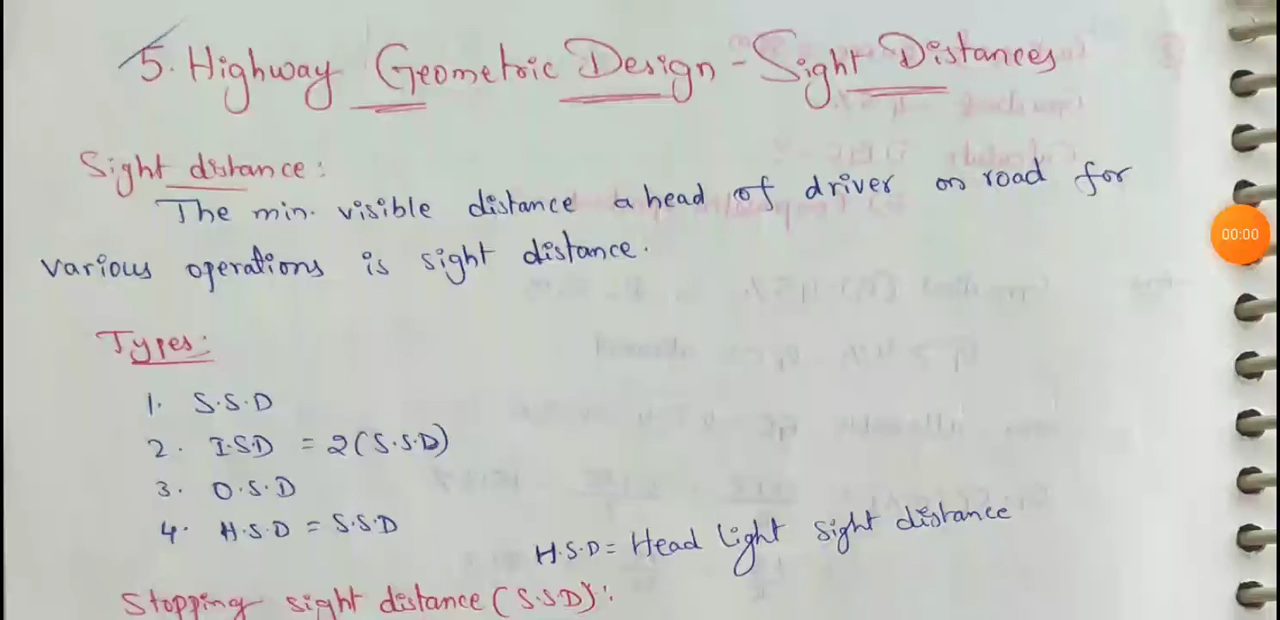 5. Highway Geometric Design - Sight Distances
Sight distance:
The min. visible distance a head of driver on road for
various operations is sight distance.
Types:
1. S.S.D
2. I.S.D = 2(S.S.D)
3. O.S.D
4. H.S.D = S.S.D
H.S.D = Head light sight distance
Stopping sight distance (S.S.D):
00:00